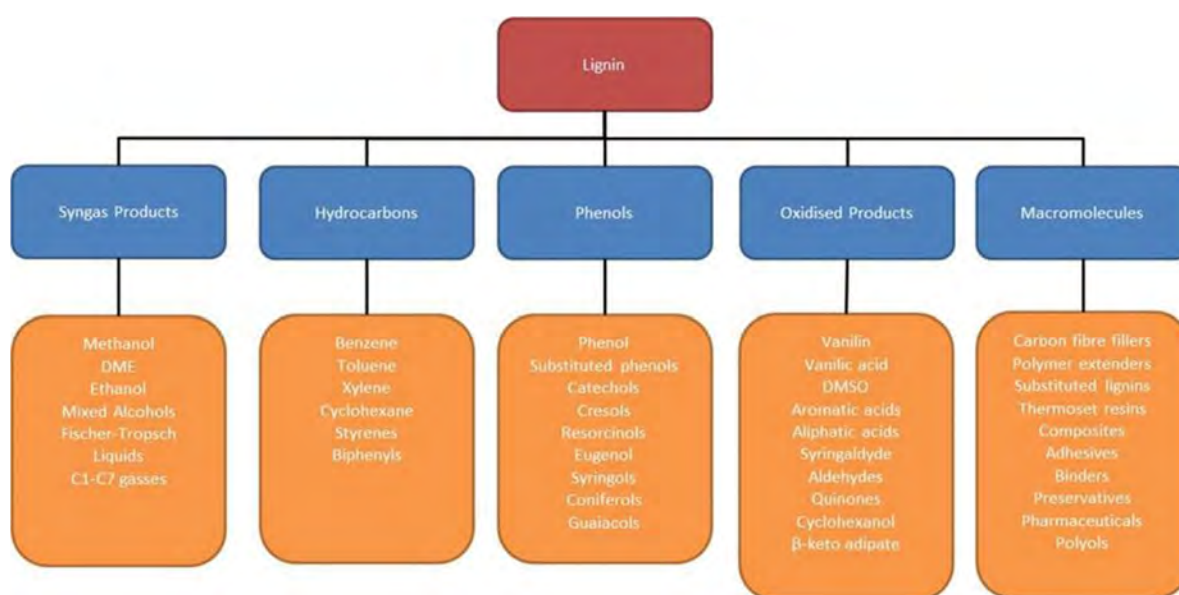 Lignin
Syngas Products
Hydrocarbons
Phenols
Oxidised Products
Macromolecules
Methanol
DME
Ethanol
Mixed Alcohols
Fischer-Tropsch
Liquids
C1-C7 gasses
Benzene
Toluene
Xylene
Cyclohexane
Styrenes
Biphenyls
Phenol
Substituted phenols
Catechols
Cresols
Resorcinols
Eugenol
Syringols
Coniferols
Guaiacols
Vanilin
Vanilic acid
DMSO
Aromatic acids
Aliphatic acids
Syringaldyde
Aldehydes
Quinones
Cyclohexanol
β-keto adipate
Carbon fibre fillers
Polymer extenders
Substituted lignins
Thermoset resins
Composites
Adhesives
Binders
Preservatives
Pharmaceuticals
Polyols